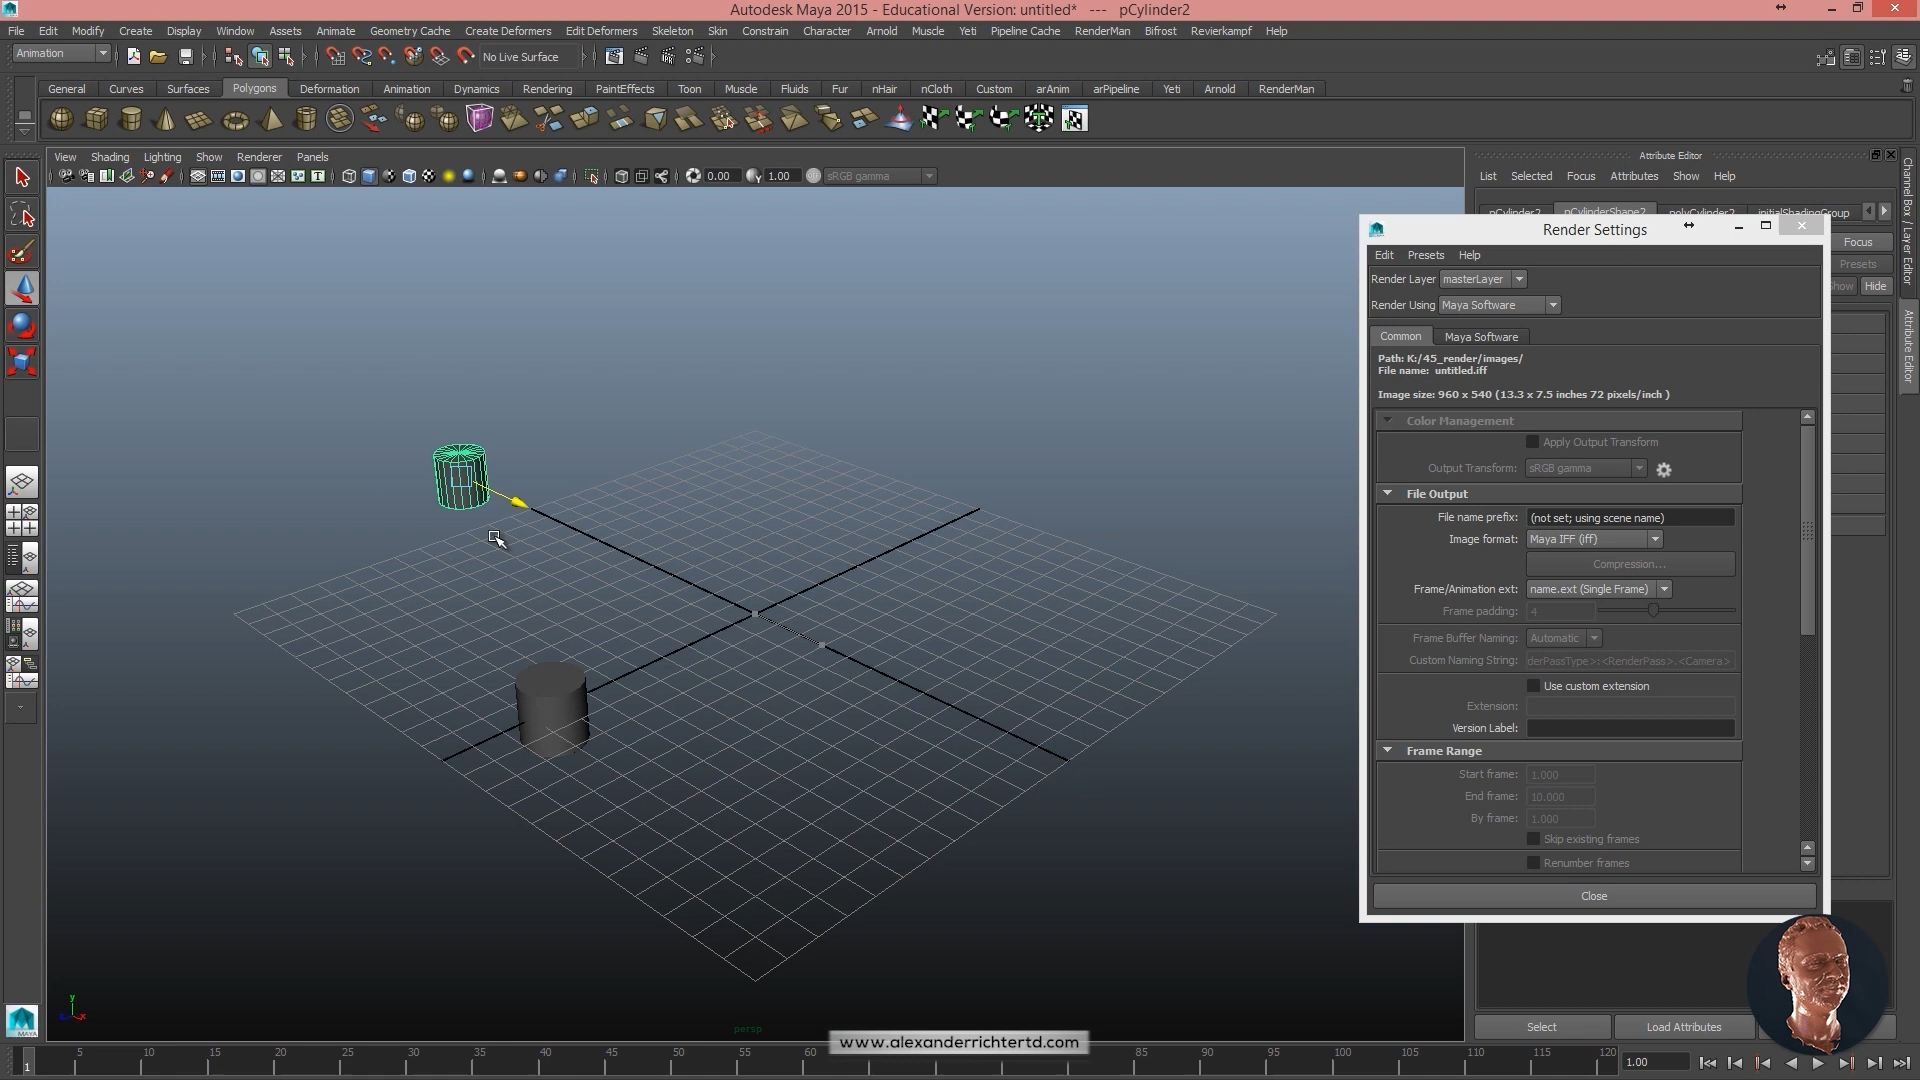 Autodesk Maya 2015 - Educational Version: untitled*   ---   pCylinder2
File Edit Modify Create Display Window Assets Animate Geometry Cache Create Deformers Edit Deformers Skeleton Skin Constrain Character Arnold Muscle Yeti Pipeline Cache RenderMan Bifrost Revierkampf Help
Animation No Live Surface
General Curves Surfaces Polygons Deformation Animation Dynamics Rendering PaintEffects Toon Muscle Fluids Fur nHair nCloth Custom arAnim arPipeline Yeti Arnold RenderMan
View Shading Lighting Show Renderer Panels
0.00 1.00 sRGB gamma
Attribute Editor
List Selected Focus Attributes Show Help
pCylinder2 pCylinderShape2 polyCylinder2 initialShadingGroup
Focus
Presets
Show Hide
Channel Box / Layer Editor
Attribute Editor
Render Settings
Edit Presets Help
Render Layer masterLayer
Render Using Maya Software
Common Maya Software
Path: K:/45_render/images/
File name: untitled.iff
Image size: 960 x 540 (13.3 x 7.5 inches 72 pixels/inch )
Color Management
Apply Output Transform
Output Transform: sRGB gamma
File Output
File name prefix: (not set; using scene name)
Image format: Maya IFF (iff)
Compression...
Frame/Animation ext: name.ext (Single Frame)
Frame padding: 4
Frame Buffer Naming: Automatic
Custom Naming String: derPassType>:<RenderPass>.<Camera>
Use custom extension
Extension:
Version Label:
Frame Range
Start frame: 1.000
End frame: 10.000
By frame: 1.000
Skip existing frames
Renumber frames
Close
Select Load Attributes
persp
y
x
MAYA
www.alexanderrichtertd.com
1 5 10 15 20 25 30 35 40 45 50 55 60 85 90 95 100 105 110 115 120 1.00